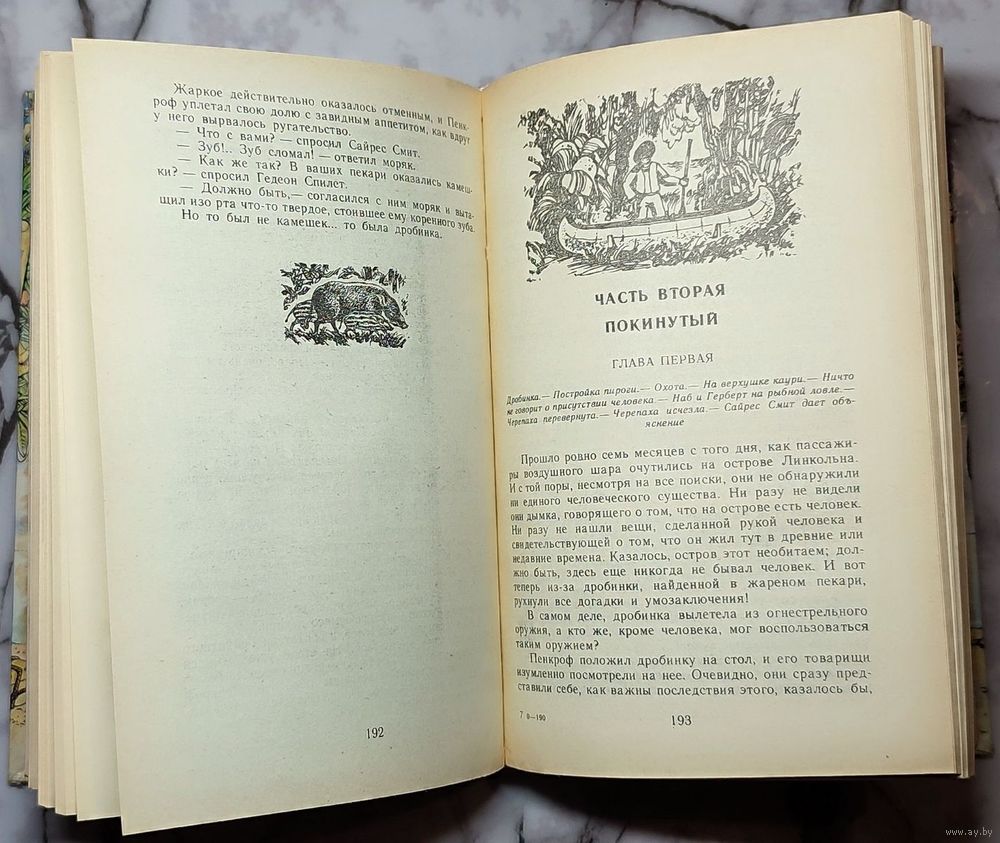 Жаркое действительно оказалось отменным, и Пенк-
роф уплетал свою долю с завидным аппетитом, как вдруг
у него вырвалось ругательство.
— Что с вами? — спросил Сайрес Смит.
— Зуб!.. Зуб сломал! — ответил моряк.
— Как же так? В ваших пекари оказались камеш-
ки? — спросил Гедеон Спилет.
— Должно быть,— согласился с ним моряк и выта-
щил изо рта что-то твердое, стоившее ему коренного зуба.
Но то был не камешек... то была дробинка.
192
ЧАСТЬ ВТОРАЯ
ПОКИНУТЫЙ
ГЛАВА ПЕРВАЯ
Дробинка.— Постройка пироги.— Охота.— На верхушке каури.— Ничто
не говорит о присутствии человека.— Наб и Герберт на рыбной ловле.—
Черепаха перевернута.— Черепаха исчезла.— Сайрес Смит дает объ-
яснение
Прошло ровно семь месяцев с того дня, как пассажи-
ры воздушного шара очутились на острове Линкольна.
И с той поры, несмотря на все поиски, они не обнаружили
ни единого человеческого существа. Ни разу не видели
они дымка, говорящего о том, что на острове есть человек.
Ни разу не нашли вещи, сделанной рукой человека и
свидетельствующей о том, что он жил тут в древние или
недавние времена. Казалось, остров этот необитаем; дол-
жно быть, здесь еще никогда не бывал человек. И вот
теперь из-за дробинки, найденной в жареном пекари,
рухнули все догадки и умозаключения!
В самом деле, дробинка вылетела из огнестрельного
оружия, а кто же, кроме человека, мог воспользоваться
таким оружием?
Пенкроф положил дробинку на стол, и его товарищи
изумленно посмотрели на нее. Очевидно, они сразу пред-
ставили себе, как важны последствия этого, казалось бы,
7 0—190
193
www.ay.by